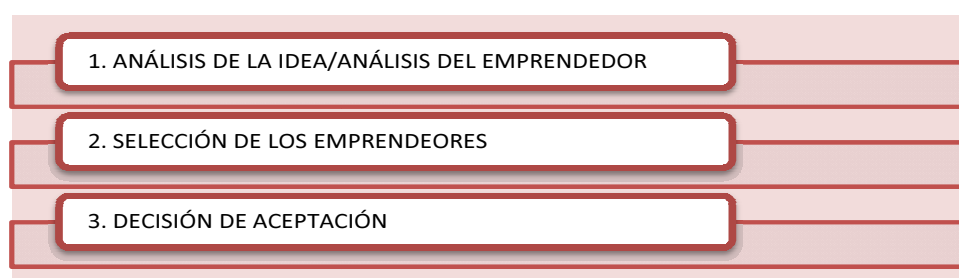 1. ANÁLISIS DE LA IDEA/ANÁLISIS DEL EMPRENDEDOR
2. SELECCIÓN DE LOS EMPRENDEORES
3. DECISIÓN DE ACEPTACIÓN